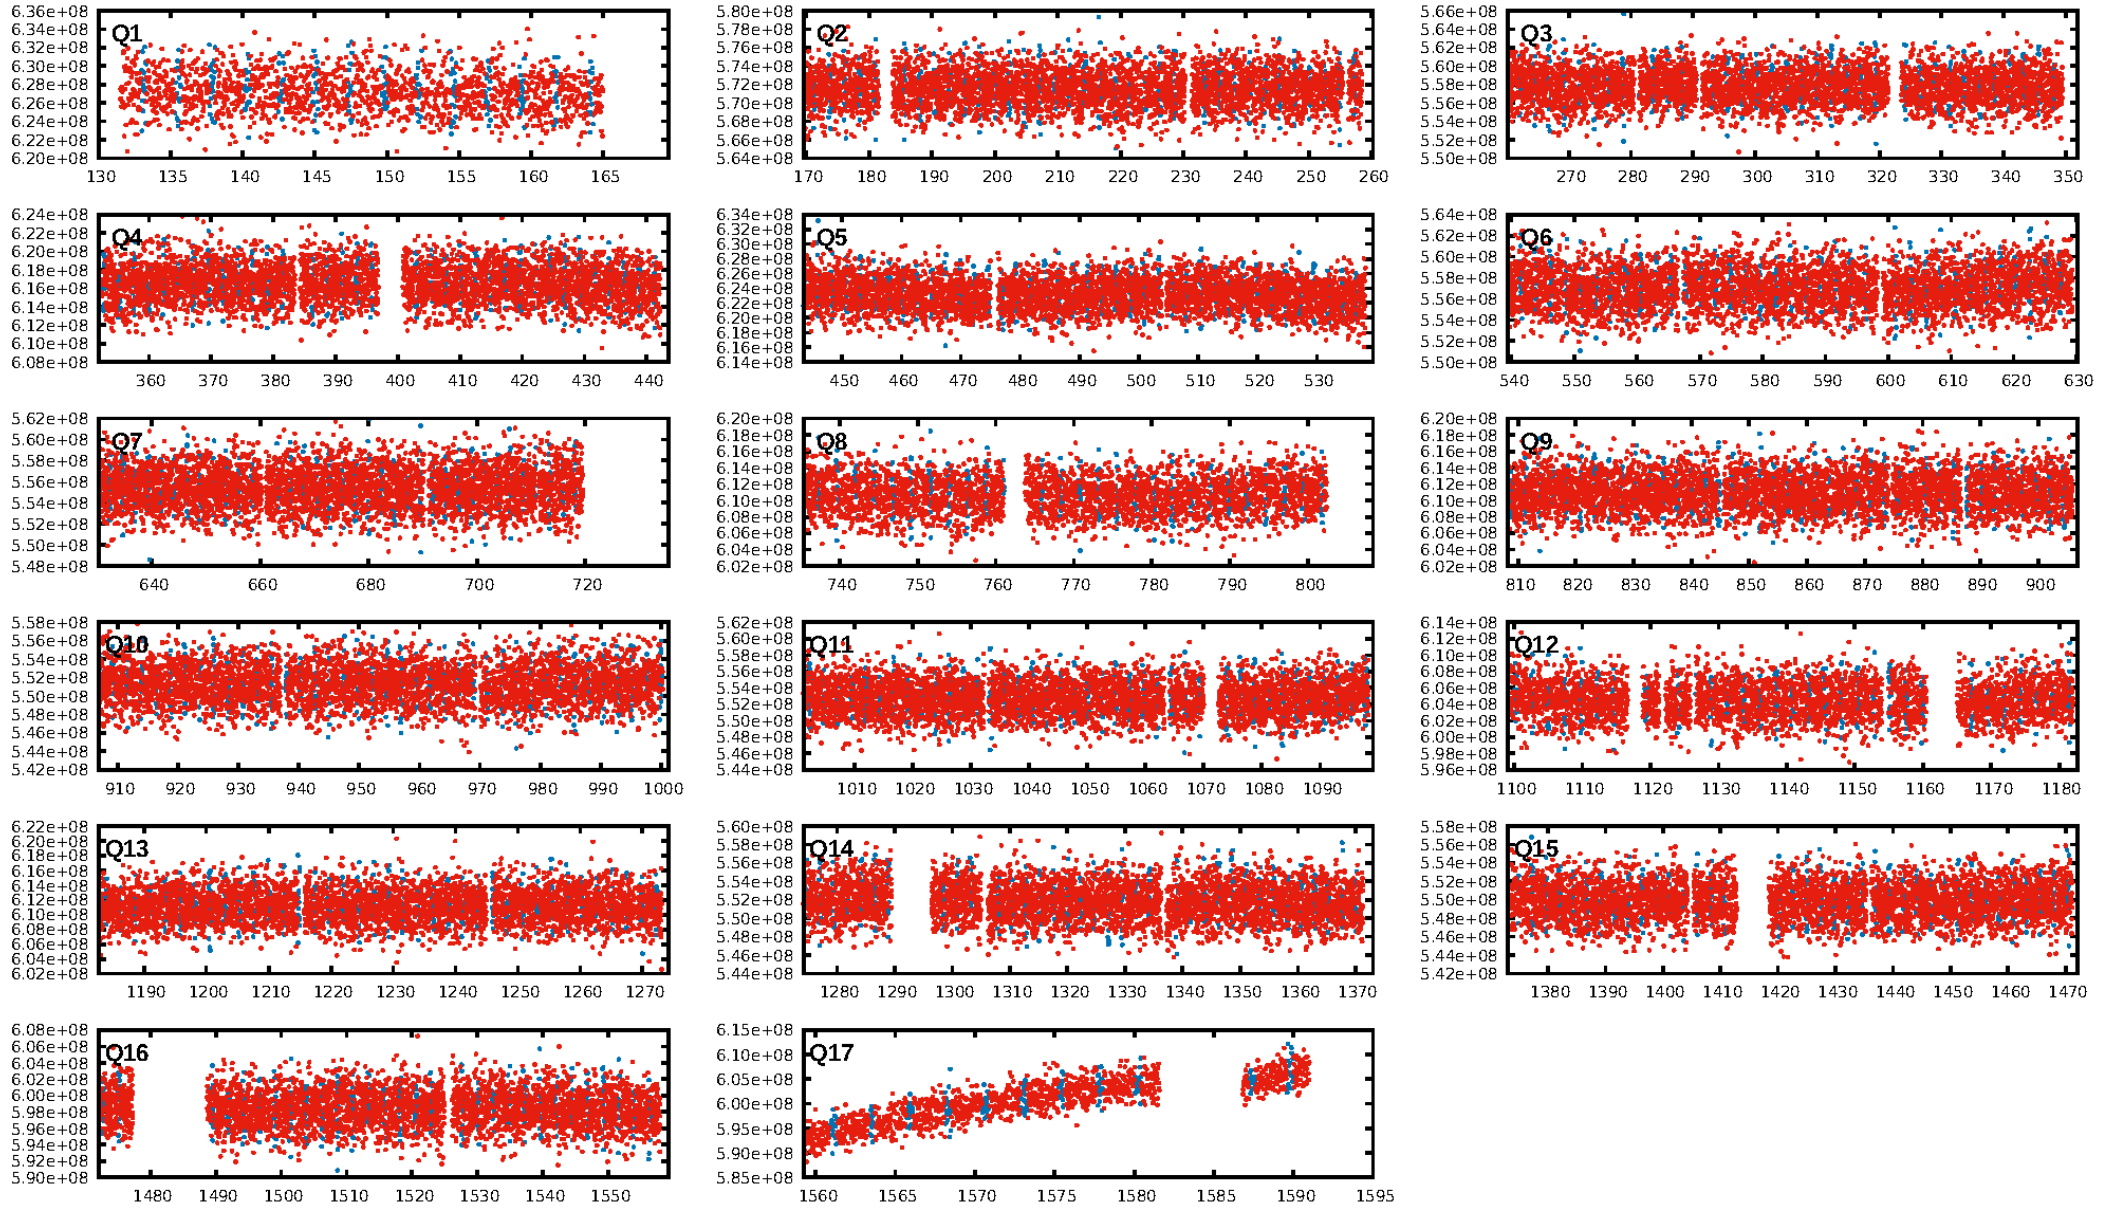 Q1
6.36e+08
6.34e+08
6.32e+08
6.30e+08
6.28e+08
6.26e+08
6.24e+08
6.22e+08
6.20e+08
130 135 140 145 150 155 160 165
Q2
5.80e+08
5.78e+08
5.76e+08
5.74e+08
5.72e+08
5.70e+08
5.68e+08
5.66e+08
5.64e+08
170 180 190 200 210 220 230 240 250 260
Q3
5.66e+08
5.64e+08
5.62e+08
5.60e+08
5.58e+08
5.56e+08
5.54e+08
5.52e+08
5.50e+08
270 280 290 300 310 320 330 340 350
Q4
6.24e+08
6.22e+08
6.20e+08
6.18e+08
6.16e+08
6.14e+08
6.12e+08
6.10e+08
6.08e+08
360 370 380 390 400 410 420 430 440
Q5
6.34e+08
6.32e+08
6.30e+08
6.28e+08
6.26e+08
6.24e+08
6.22e+08
6.20e+08
6.18e+08
6.16e+08
6.14e+08
450 460 470 480 490 500 510 520 530
Q6
5.64e+08
5.62e+08
5.60e+08
5.58e+08
5.56e+08
5.54e+08
5.52e+08
5.50e+08
540 550 560 570 580 590 600 610 620 630
Q7
5.62e+08
5.60e+08
5.58e+08
5.56e+08
5.54e+08
5.52e+08
5.50e+08
5.48e+08
640 660 680 700 720
Q8
6.20e+08
6.18e+08
6.16e+08
6.14e+08
6.12e+08
6.10e+08
6.08e+08
6.06e+08
6.04e+08
6.02e+08
740 750 760 770 780 790 800
Q9
6.20e+08
6.18e+08
6.16e+08
6.14e+08
6.12e+08
6.10e+08
6.08e+08
6.06e+08
6.04e+08
6.02e+08
810 820 830 840 850 860 870 880 890 900
Q10
5.58e+08
5.56e+08
5.54e+08
5.52e+08
5.50e+08
5.48e+08
5.46e+08
5.44e+08
5.42e+08
910 920 930 940 950 960 970 980 990 1000
Q11
5.62e+08
5.60e+08
5.58e+08
5.56e+08
5.54e+08
5.52e+08
5.50e+08
5.48e+08
5.46e+08
5.44e+08
1010 1020 1030 1040 1050 1060 1070 1080 1090
Q12
6.14e+08
6.12e+08
6.10e+08
6.08e+08
6.06e+08
6.04e+08
6.02e+08
6.00e+08
5.98e+08
5.96e+08
1100 1110 1120 1130 1140 1150 1160 1170 1180
Q13
6.22e+08
6.20e+08
6.18e+08
6.16e+08
6.14e+08
6.12e+08
6.10e+08
6.08e+08
6.06e+08
6.04e+08
6.02e+08
1190 1200 1210 1220 1230 1240 1250 1260 1270
Q14
5.60e+08
5.58e+08
5.56e+08
5.54e+08
5.52e+08
5.50e+08
5.48e+08
5.46e+08
5.44e+08
1280 1290 1300 1310 1320 1330 1340 1350 1360 1370
Q15
5.58e+08
5.56e+08
5.54e+08
5.52e+08
5.50e+08
5.48e+08
5.46e+08
5.44e+08
5.42e+08
1380 1390 1400 1410 1420 1430 1440 1450 1460 1470
Q16
6.08e+08
6.06e+08
6.04e+08
6.02e+08
6.00e+08
5.98e+08
5.96e+08
5.94e+08
5.92e+08
5.90e+08
1480 1490 1500 1510 1520 1530 1540 1550
Q17
6.15e+08
6.10e+08
6.05e+08
6.00e+08
5.95e+08
5.90e+08
5.85e+08
1560 1565 1570 1575 1580 1585 1590 1595